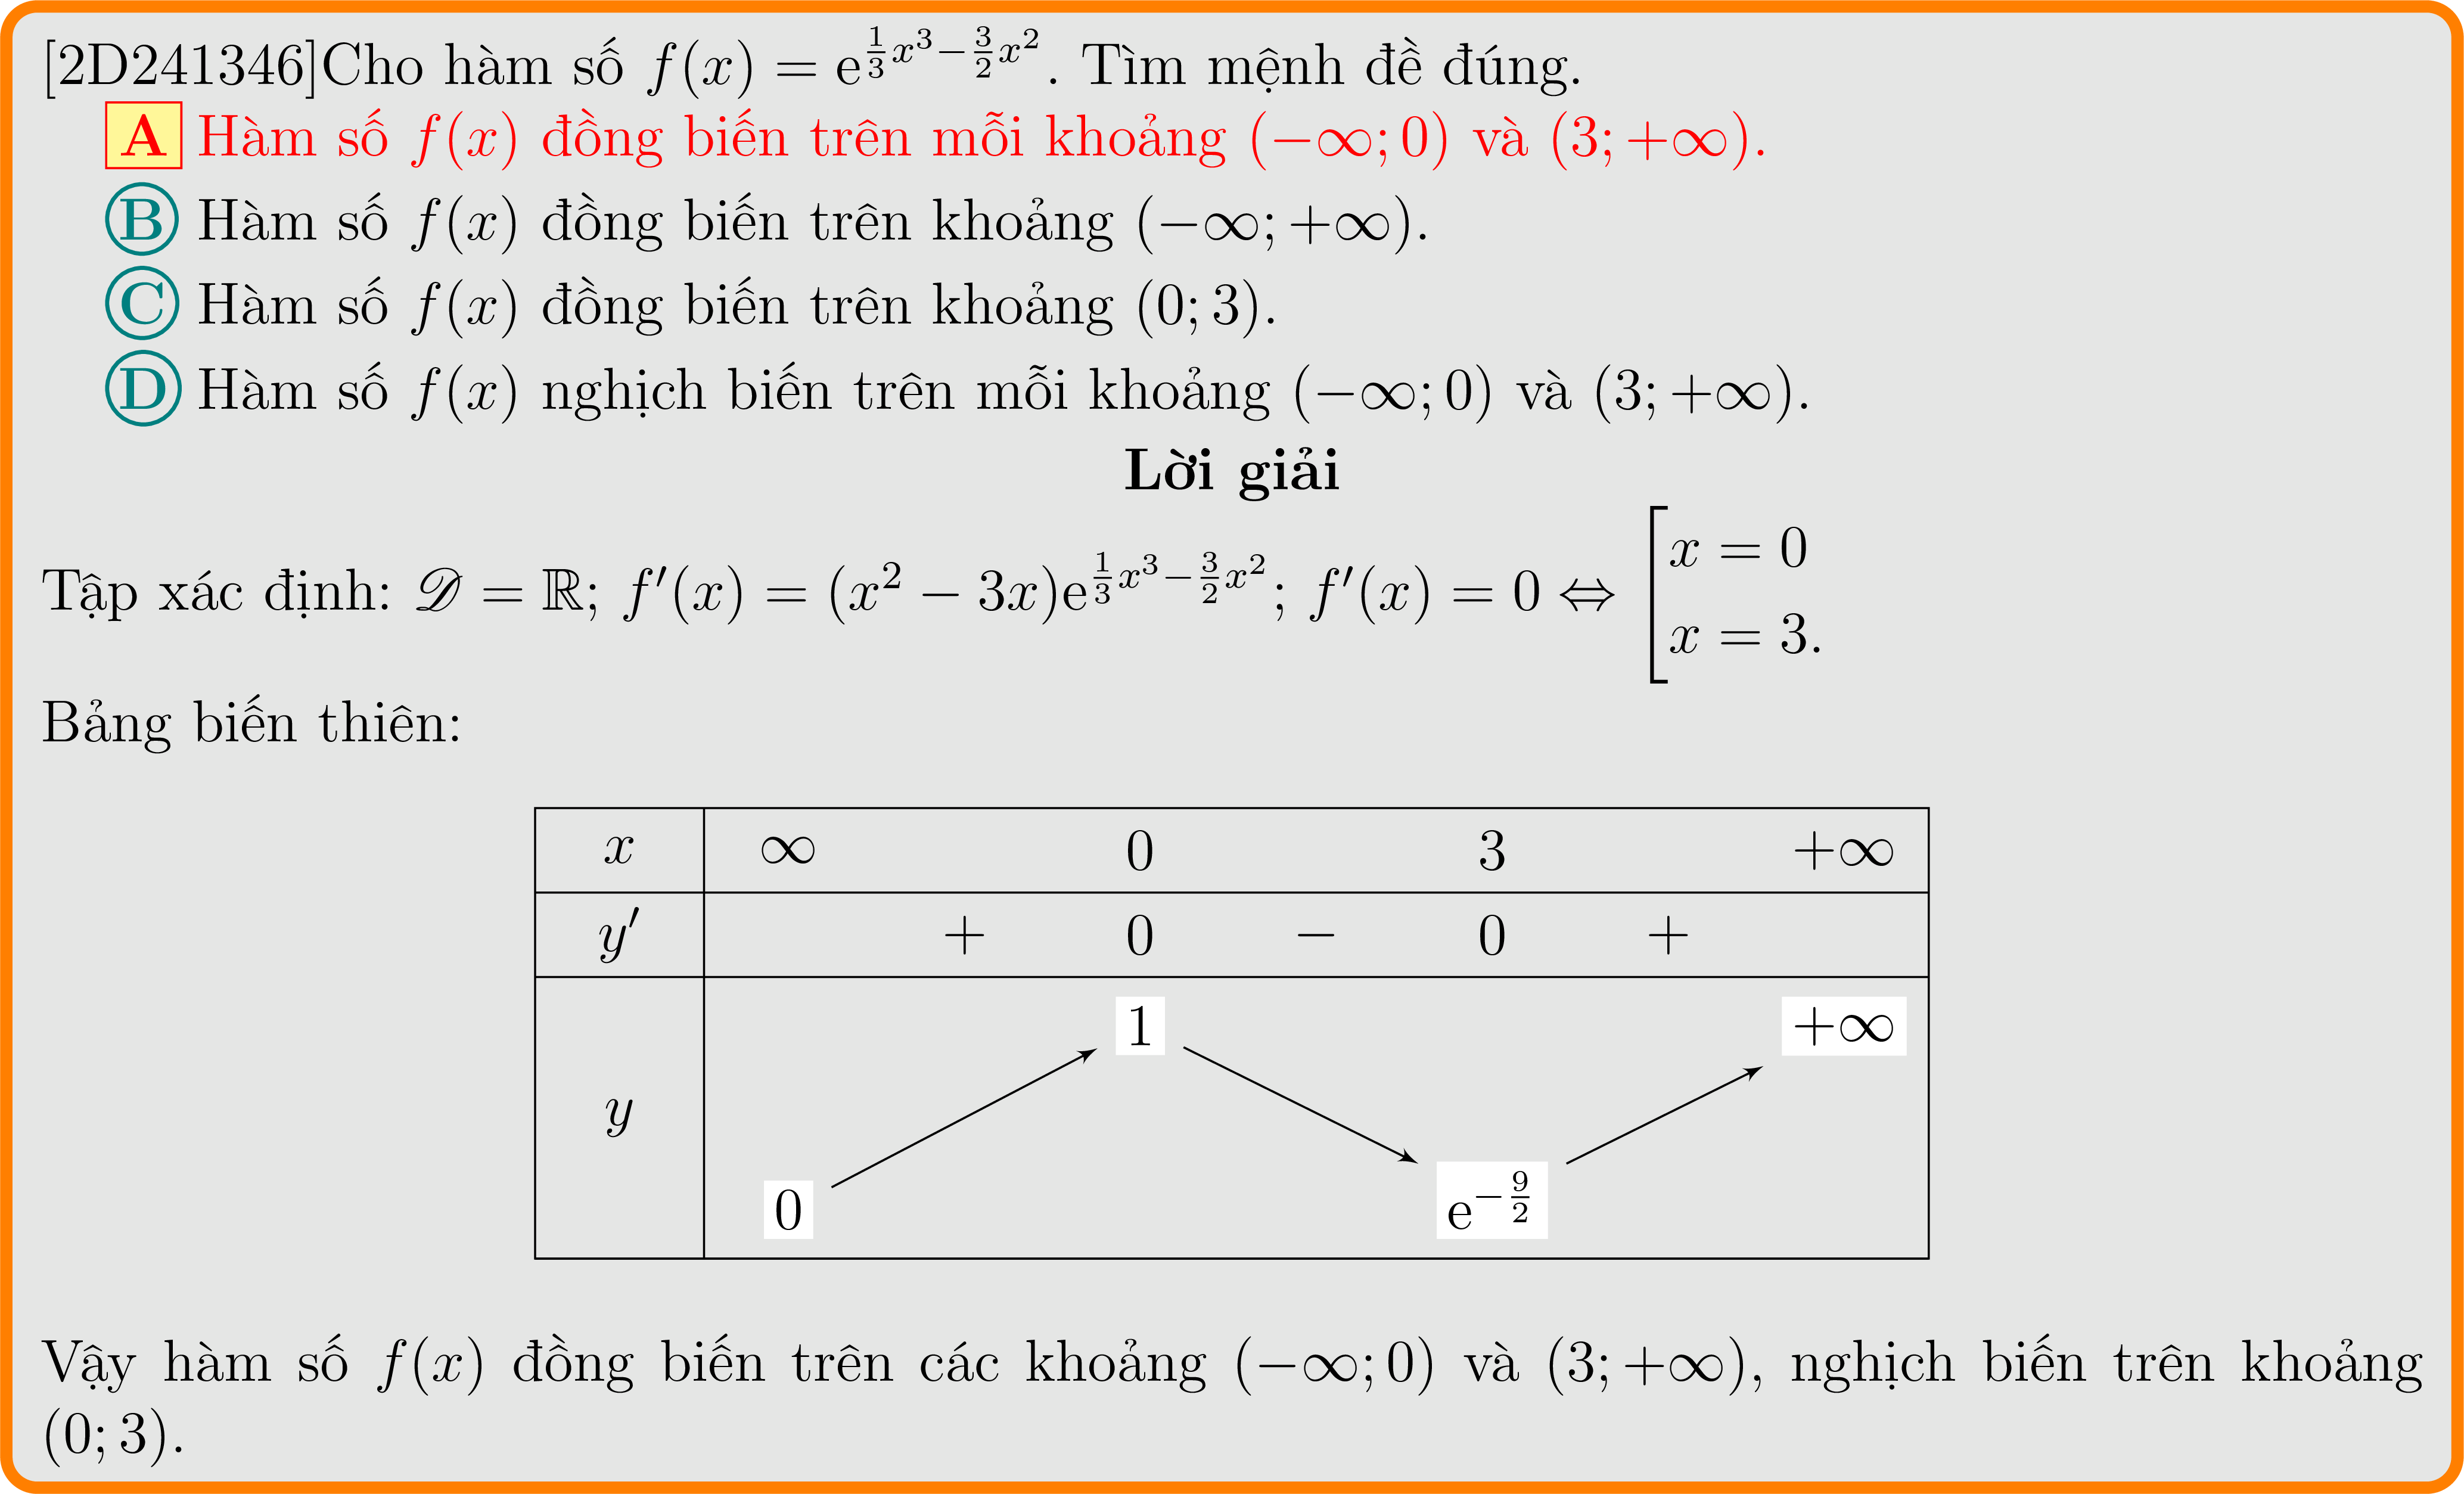 [2D241346]Cho hàm số $f(x) = \mathrm{e}^{\frac{1}{3}x^3-\frac{3}{2}x^2}$. Tìm mệnh đề đúng.
A Hàm số $f(x)$ đồng biến trên mỗi khoảng $(-\infty; 0)$ và $(3; +\infty)$.
B Hàm số $f(x)$ đồng biến trên khoảng $(-\infty; +\infty)$.
C Hàm số $f(x)$ đồng biến trên khoảng $(0; 3)$.
D Hàm số $f(x)$ nghịch biến trên mỗi khoảng $(-\infty; 0)$ và $(3; +\infty)$.
Lời giải
Tập xác định: $\mathscr{D} = \mathbb{R}$; $f'(x) = (x^2 - 3x)\mathrm{e}^{\frac{1}{3}x^3-\frac{3}{2}x^2}$; $f'(x) = 0 \Leftrightarrow \left[\begin{array}{l} x = 0 \\ x = 3. \end{array}\right.$
Bảng biến thiên:
$x$ $\infty$ 0 3 $+\infty$
$y'$ + 0 − 0 +
$y$ 0 1 $\mathrm{e}^{-\frac{9}{2}}$ $+\infty$
Vậy hàm số $f(x)$ đồng biến trên các khoảng $(-\infty; 0)$ và $(3; +\infty)$, nghịch biến trên khoảng
$(0; 3)$.